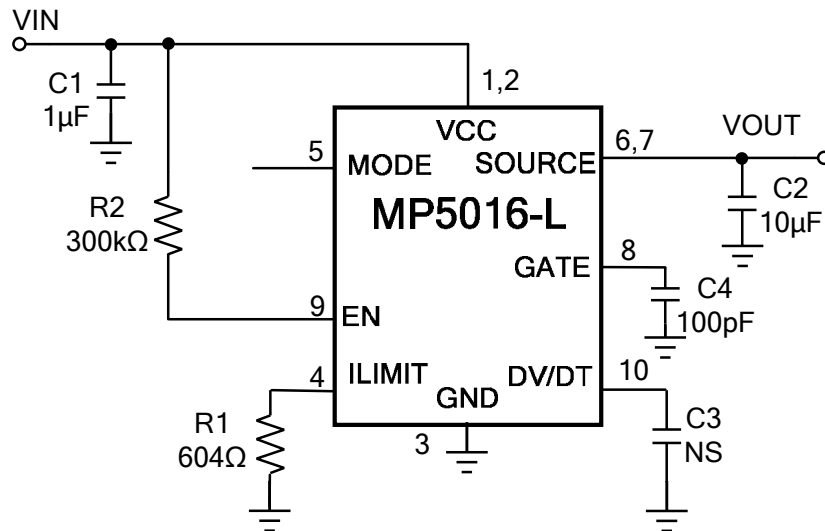 VIN
C1
1µF
1,2
VCC
5
MODE
SOURCE
6,7
VOUT
MP5016-L
C2
10µF
R2
300kΩ
GATE
8
C4
100pF
9
EN
4
ILIMIT
DV/DT
10
GND
R1
604Ω
3
C3
NS